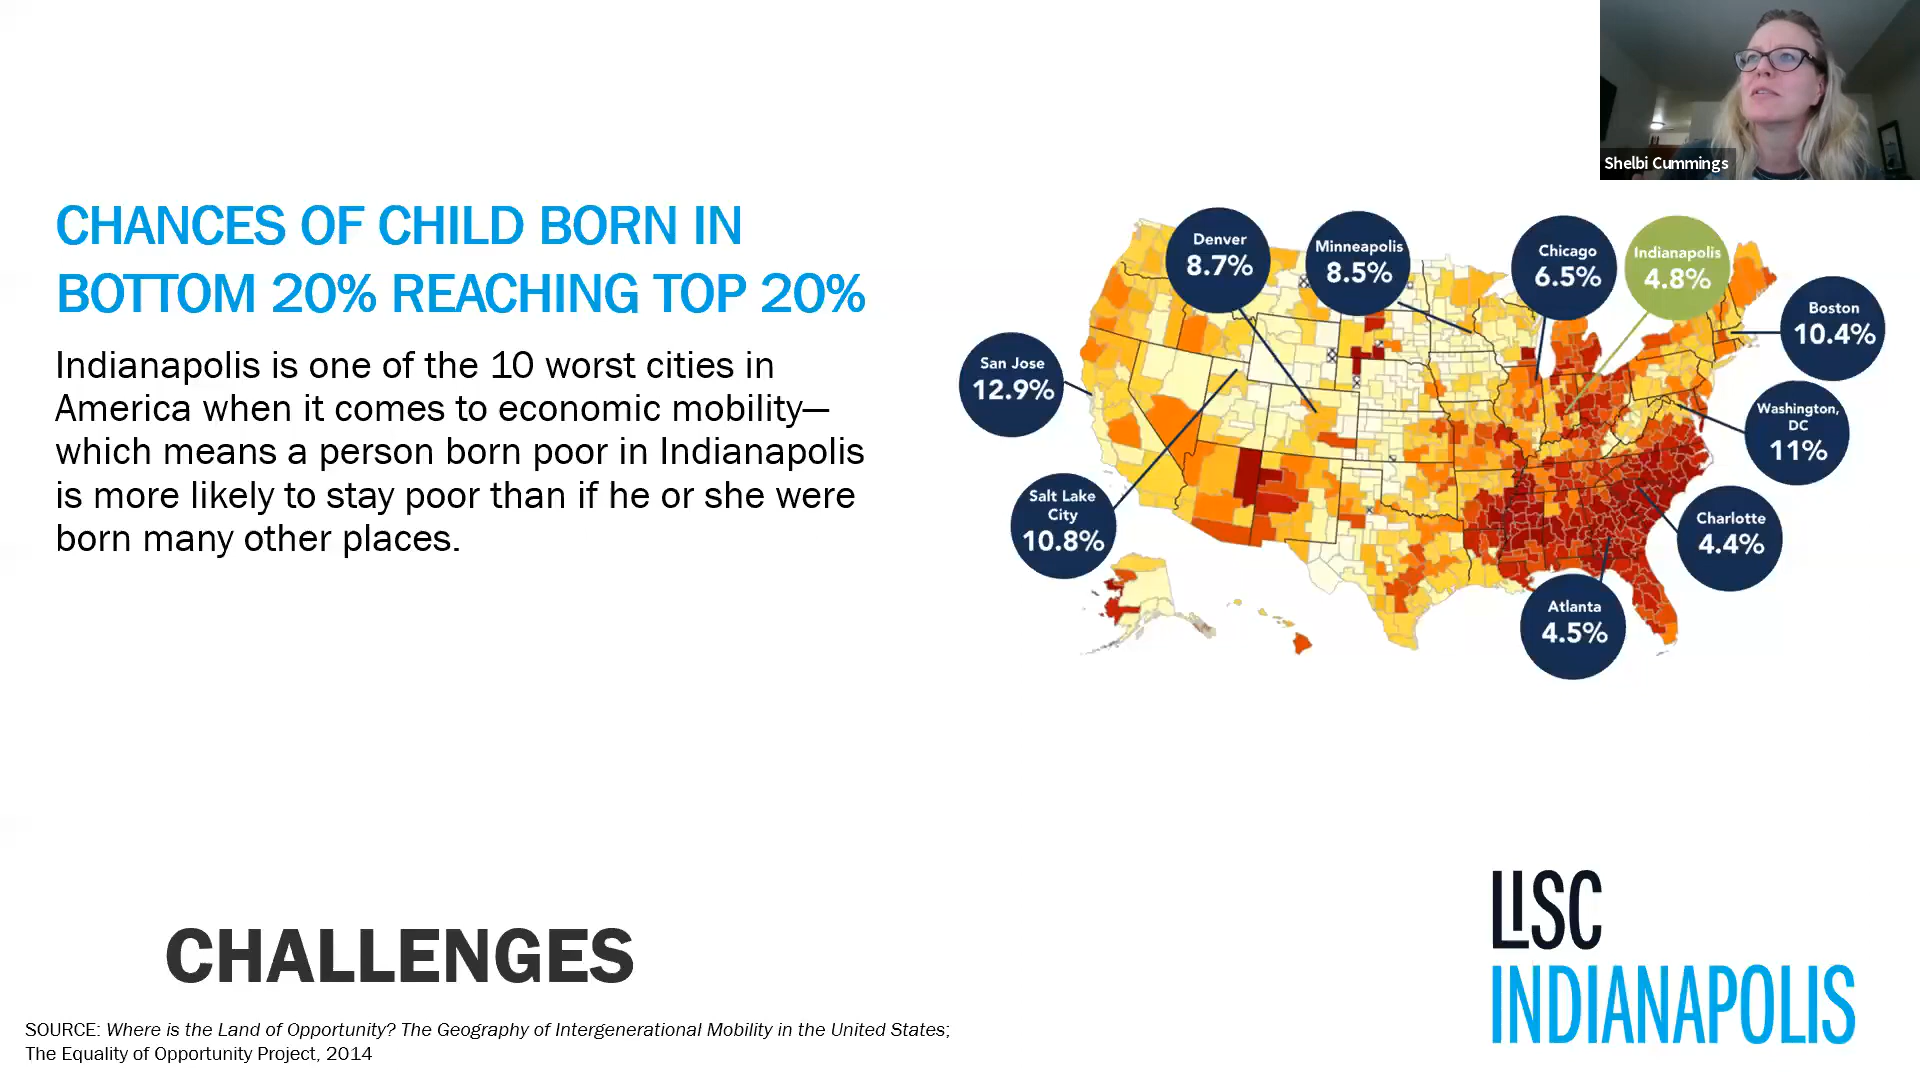 Shelbi Cummings
CHANCES OF CHILD BORN IN
BOTTOM 20% REACHING TOP 20%
Indianapolis is one of the 10 worst cities in
America when it comes to economic mobility—
which means a person born poor in Indianapolis
is more likely to stay poor than if he or she were
born many other places.
Denver
8.7%
Minneapolis
8.5%
Chicago
6.5%
Indianapolis
4.8%
Boston
10.4%
San Jose
12.9%
Washington,
DC
11%
Salt Lake
City
10.8%
Charlotte
4.4%
Atlanta
4.5%
CHALLENGES
LISC
INDIANAPOLIS
SOURCE: Where is the Land of Opportunity? The Geography of Intergenerational Mobility in the United States;
The Equality of Opportunity Project, 2014